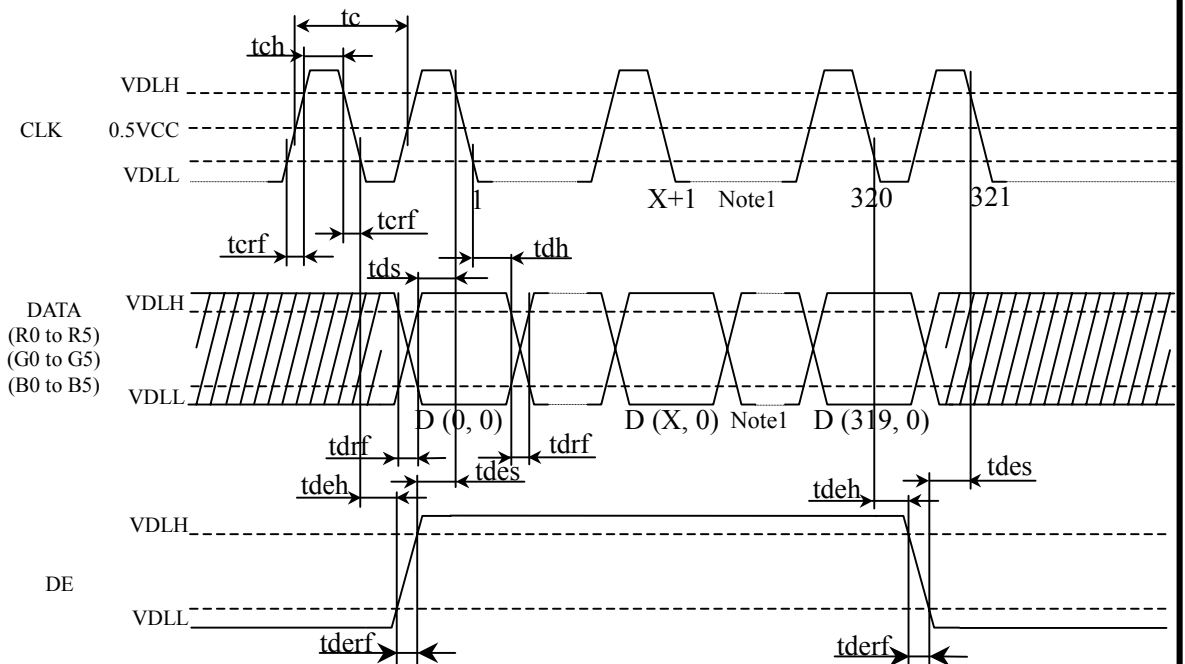 tc
tch
VDLH
CLK 0.5VCC
VDLL
1 X+1 Note1 320 321
tcrf tcrf
tds tdh
DATA VDLH
(R0 to R5)
(G0 to G5)
(B0 to B5)
VDLL
D (0, 0) D (X, 0) Note1 D (319, 0)
tdrf tdrf
tdeh tdes tdeh tdes
VDLH
DE
VDLL
tderf tderf